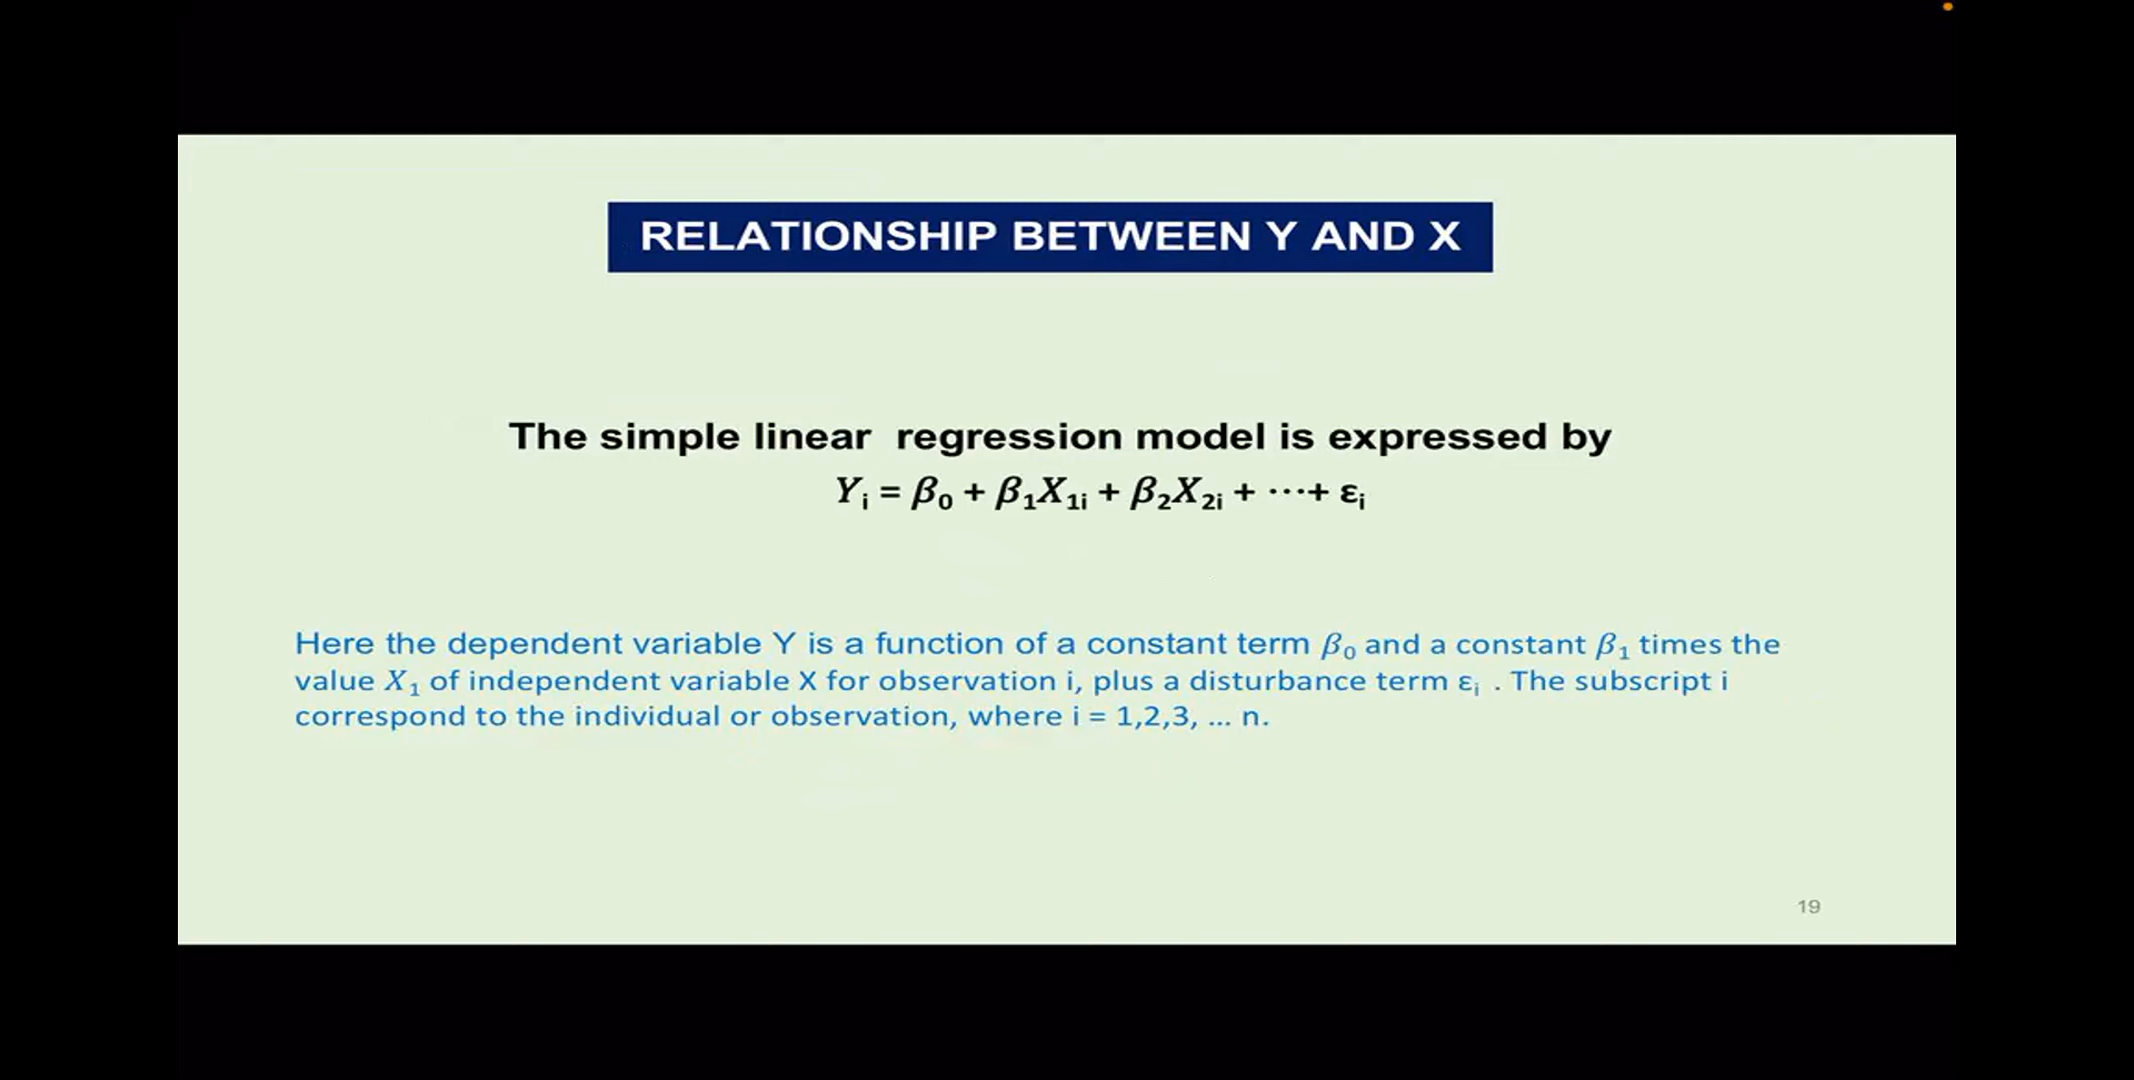 RELATIONSHIP BETWEEN Y AND X
The simple linear regression model is expressed by
Yᵢ = β₀ + β₁X₁ᵢ + β₂X₂ᵢ + ⋯+ εᵢ
Here the dependent variable Y is a function of a constant term β₀ and a constant β₁ times the
value X₁ of independent variable X for observation i, plus a disturbance term εᵢ . The subscript i
correspond to the individual or observation, where i = 1,2,3, ... n.
19